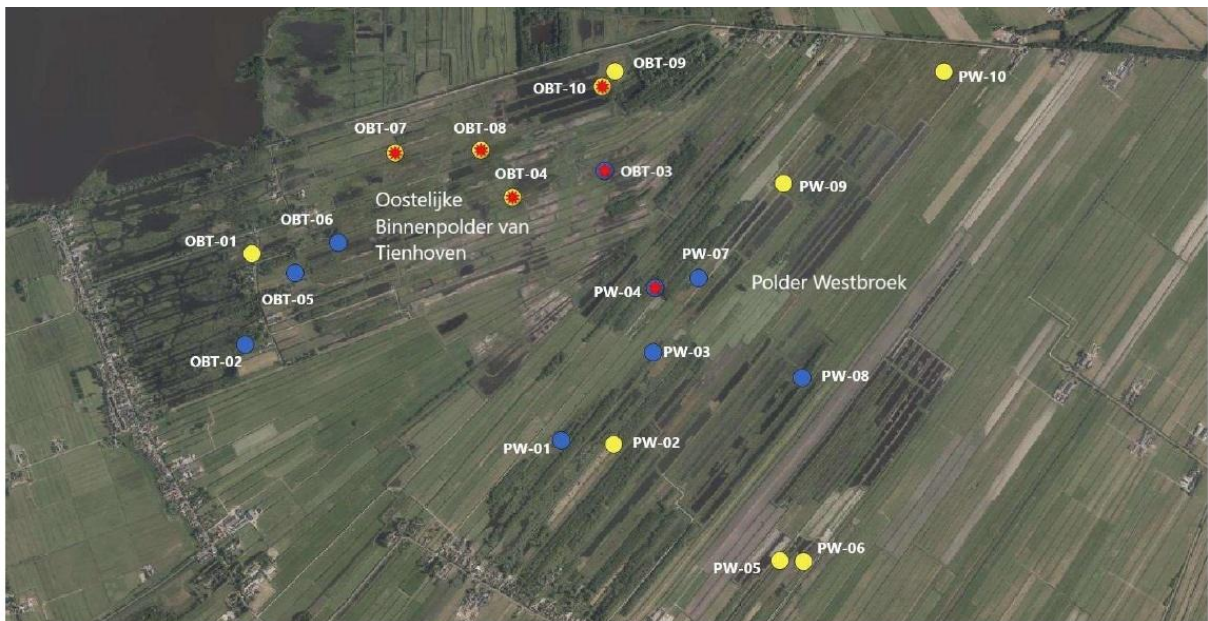 OBT-09
OBT-10
PW-10
OBT-07
OBT-08
OBT-03
OBT-04
PW-09
Oostelijke
Binnenpolder van
Tienhoven
OBT-06
OBT-01
PW-07
Polder Westbroek
PW-04
OBT-05
OBT-02
PW-03
PW-08
PW-01
PW-02
PW-06
PW-05